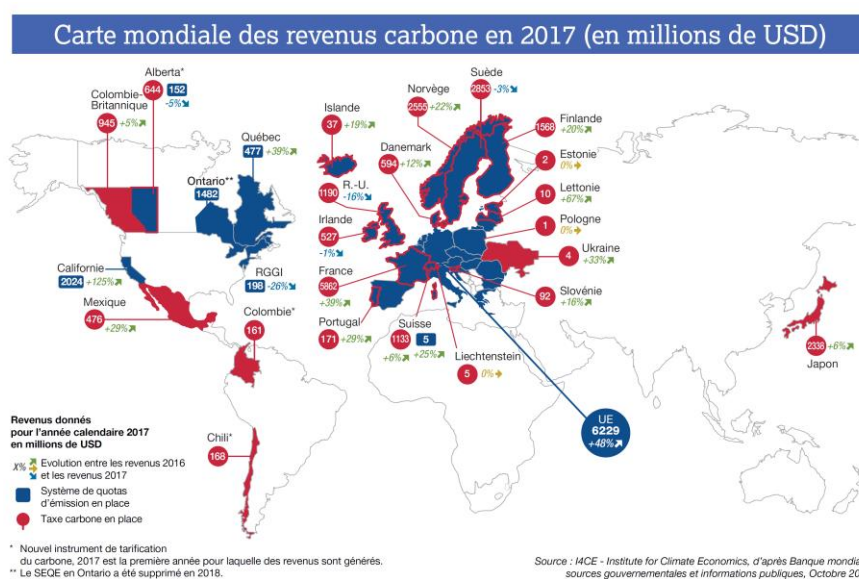 Carte mondiale des revenus carbone en 2017 (en millions de USD)
Alberta*
644 152
-5%
Colombie-
Britannique
945 +5%
Québec
477 +39%
Ontario**
1482
Californie
2024 +125%
RGGI
198 -26%
Mexique
476
+29%
Colombie*
161
Chili*
168
Islande
37 +19%
Norvège
2555 +22%
Suède
2853 -3%
Danemark
594 +12%
Finlande
1568
+20%
Estonie
2
0%
R.-U.
1190
-16%
Lettonie
10
+67%
Irlande
527
-1%
Pologne
1
0%
Ukraine
4
+33%
France
5862
+39%
Slovénie
92
+16%
Portugal
171 +29%
Suisse
1133 5
+6% +25%
Liechtenstein
5 0%
UE
6229
+48%
2338 +6%
Japon
Revenus donnés
pour l'année calendaire 2017
en millions de USD
X% Evolution entre les revenus 2016
et les revenus 2017
Système de quotas
d'émission en place
Taxe carbone en place
* Nouvel instrument de tarification
du carbone, 2017 est la première année pour laquelle des revenus sont générés.
** Le SEQE en Ontario a été supprimé en 2018.
Source : I4CE - Institute for Climate Economics, d'après Banque mondi
sources gouvernementales et informations publiques, Octobre 20